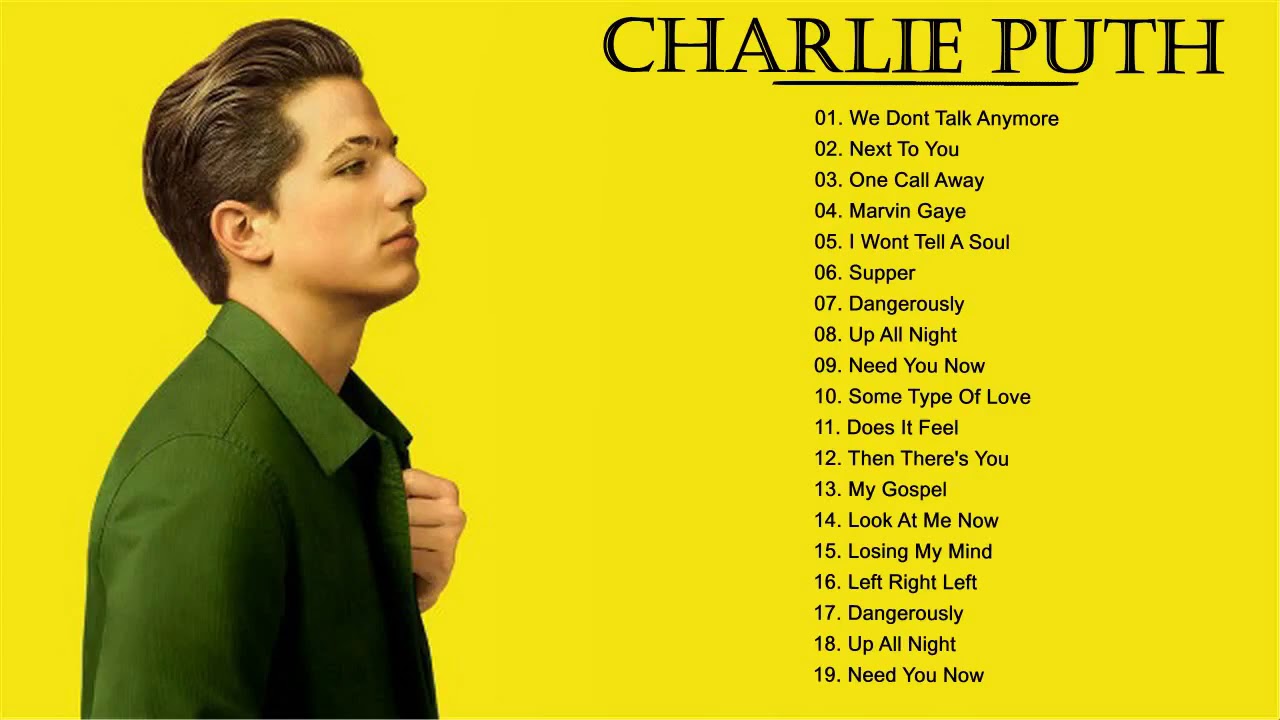 CHARLIE PUTH
01. We Dont Talk Anymore
02. Next To You
03. One Call Away
04. Marvin Gaye
05. I Wont Tell A Soul
06. Supper
07. Dangerously
08. Up All Night
09. Need You Now
10. Some Type Of Love
11. Does It Feel
12. Then There's You
13. My Gospel
14. Look At Me Now
15. Losing My Mind
16. Left Right Left
17. Dangerously
18. Up All Night
19. Need You Now